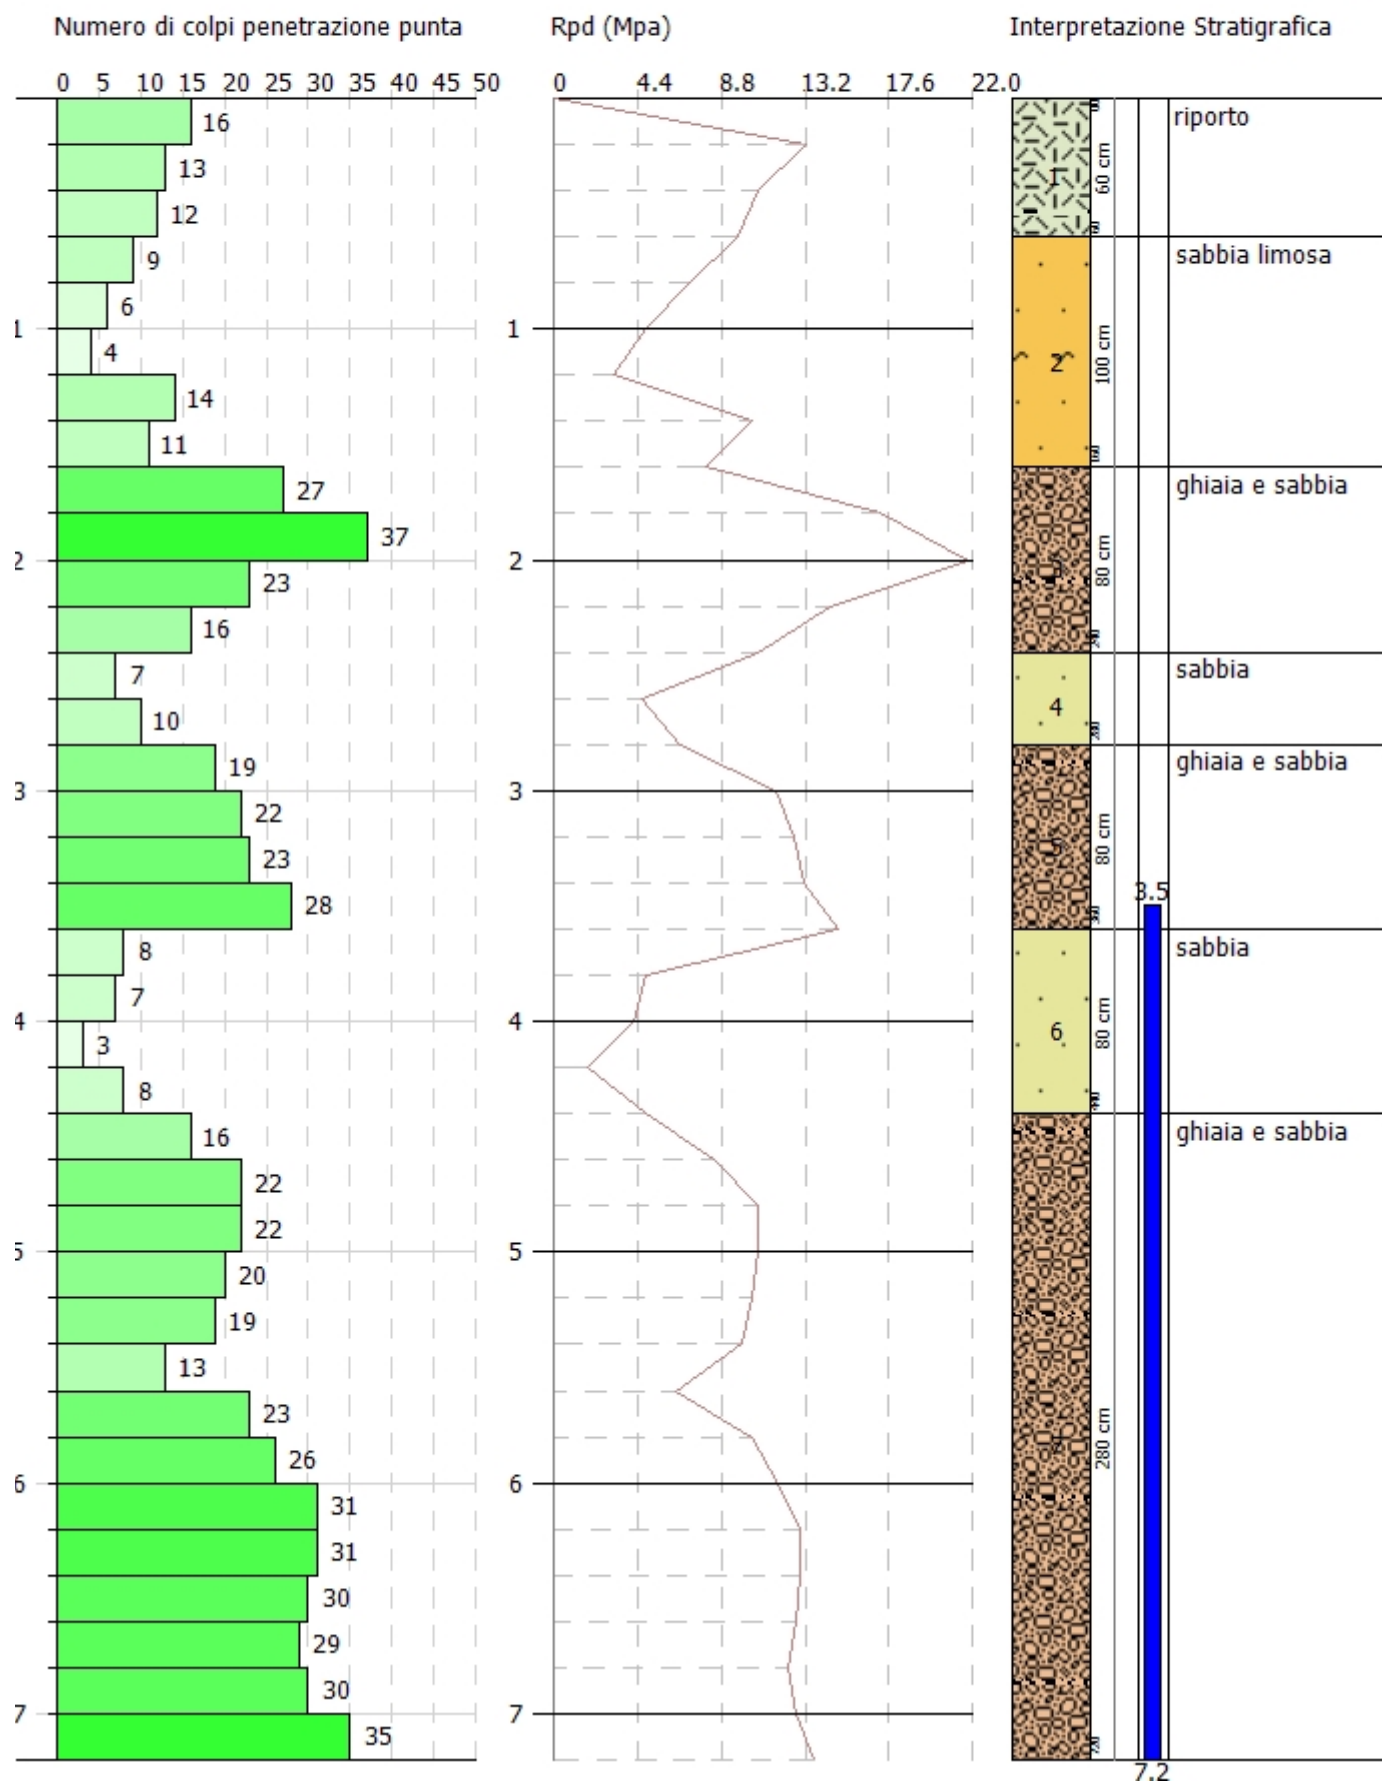 Numero di colpi penetrazione punta Rpd (Mpa) Interpretazione Stratigrafica
0 5 10 15 20 25 30 35 40 45 50 0 4.4 8.8 13.2 17.6 22.0
16 riporto
13 1 60 cm
12
9 sabbia limosa
6
1 1
4 2 100 cm
14
11
27 ghiaia e sabbia
37
2 2 3 80 cm
23
16
7 sabbia
10 4
19 ghiaia e sabbia
3 3
22
23 5 80 cm
28 3.5
8 sabbia
7
4 4 6 80 cm
3
8
16 ghiaia e sabbia
22
22
5 5
20
19
13
23 7 280 cm
26
6 6
31
31
30
29
30
7 7
35
7.2